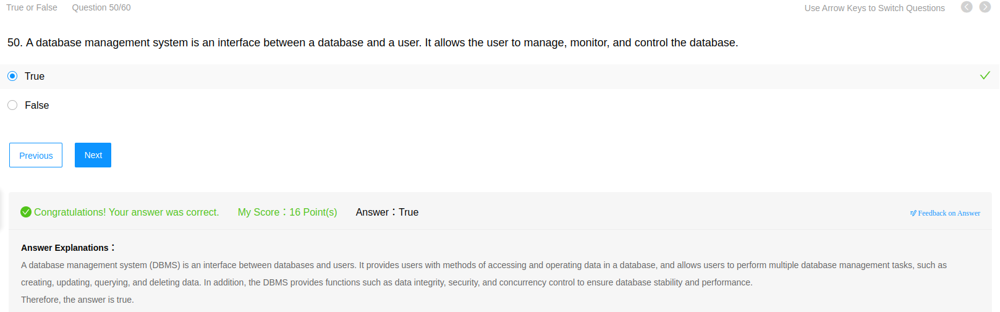 True or False Question 50/60 Use Arrow Keys to Switch Questions
50. A database management system is an interface between a database and a user. It allows the user to manage, monitor, and control the database.
True
False
Previous Next
Congratulations! Your answer was correct. My Score：16 Point(s) Answer：True Feedback on Answer
Answer Explanations：
A database management system (DBMS) is an interface between databases and users. It provides users with methods of accessing and operating data in a database, and allows users to perform multiple database management tasks, such as
creating, updating, querying, and deleting data. In addition, the DBMS provides functions such as data integrity, security, and concurrency control to ensure database stability and performance.
Therefore, the answer is true.